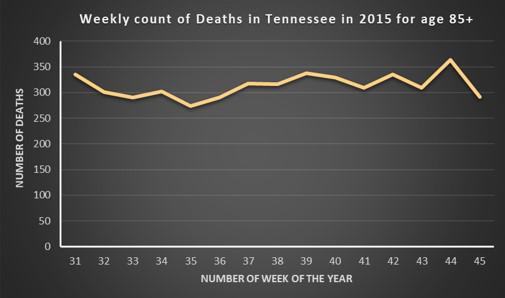 Weekly count of Deaths in Tennessee in 2015 for age 85+
400
350
300
250
200
150
100
50
0
NUMBER OF DEATHS
31 32 33 34 35 36 37 38 39 40 41 42 43 44 45
NUMBER OF WEEK OF THE YEAR